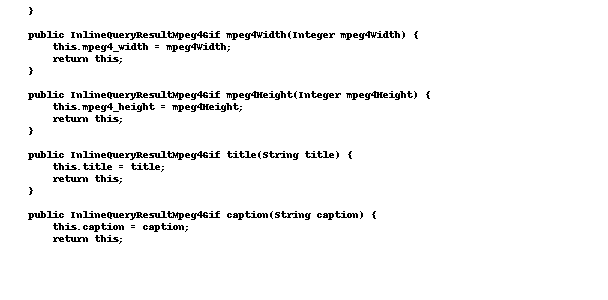 }
public InlineQueryResultMpeg4Gif mpeg4Width(Integer mpeg4Width) {
this.mpeg4_width = mpeg4Width;
return this;
}
public InlineQueryResultMpeg4Gif mpeg4Height(Integer mpeg4Height) {
this.mpeg4_height = mpeg4Height;
return this;
}
public InlineQueryResultMpeg4Gif title(String title) {
this.title = title;
return this;
}
public InlineQueryResultMpeg4Gif caption(String caption) {
this.caption = caption;
return this;